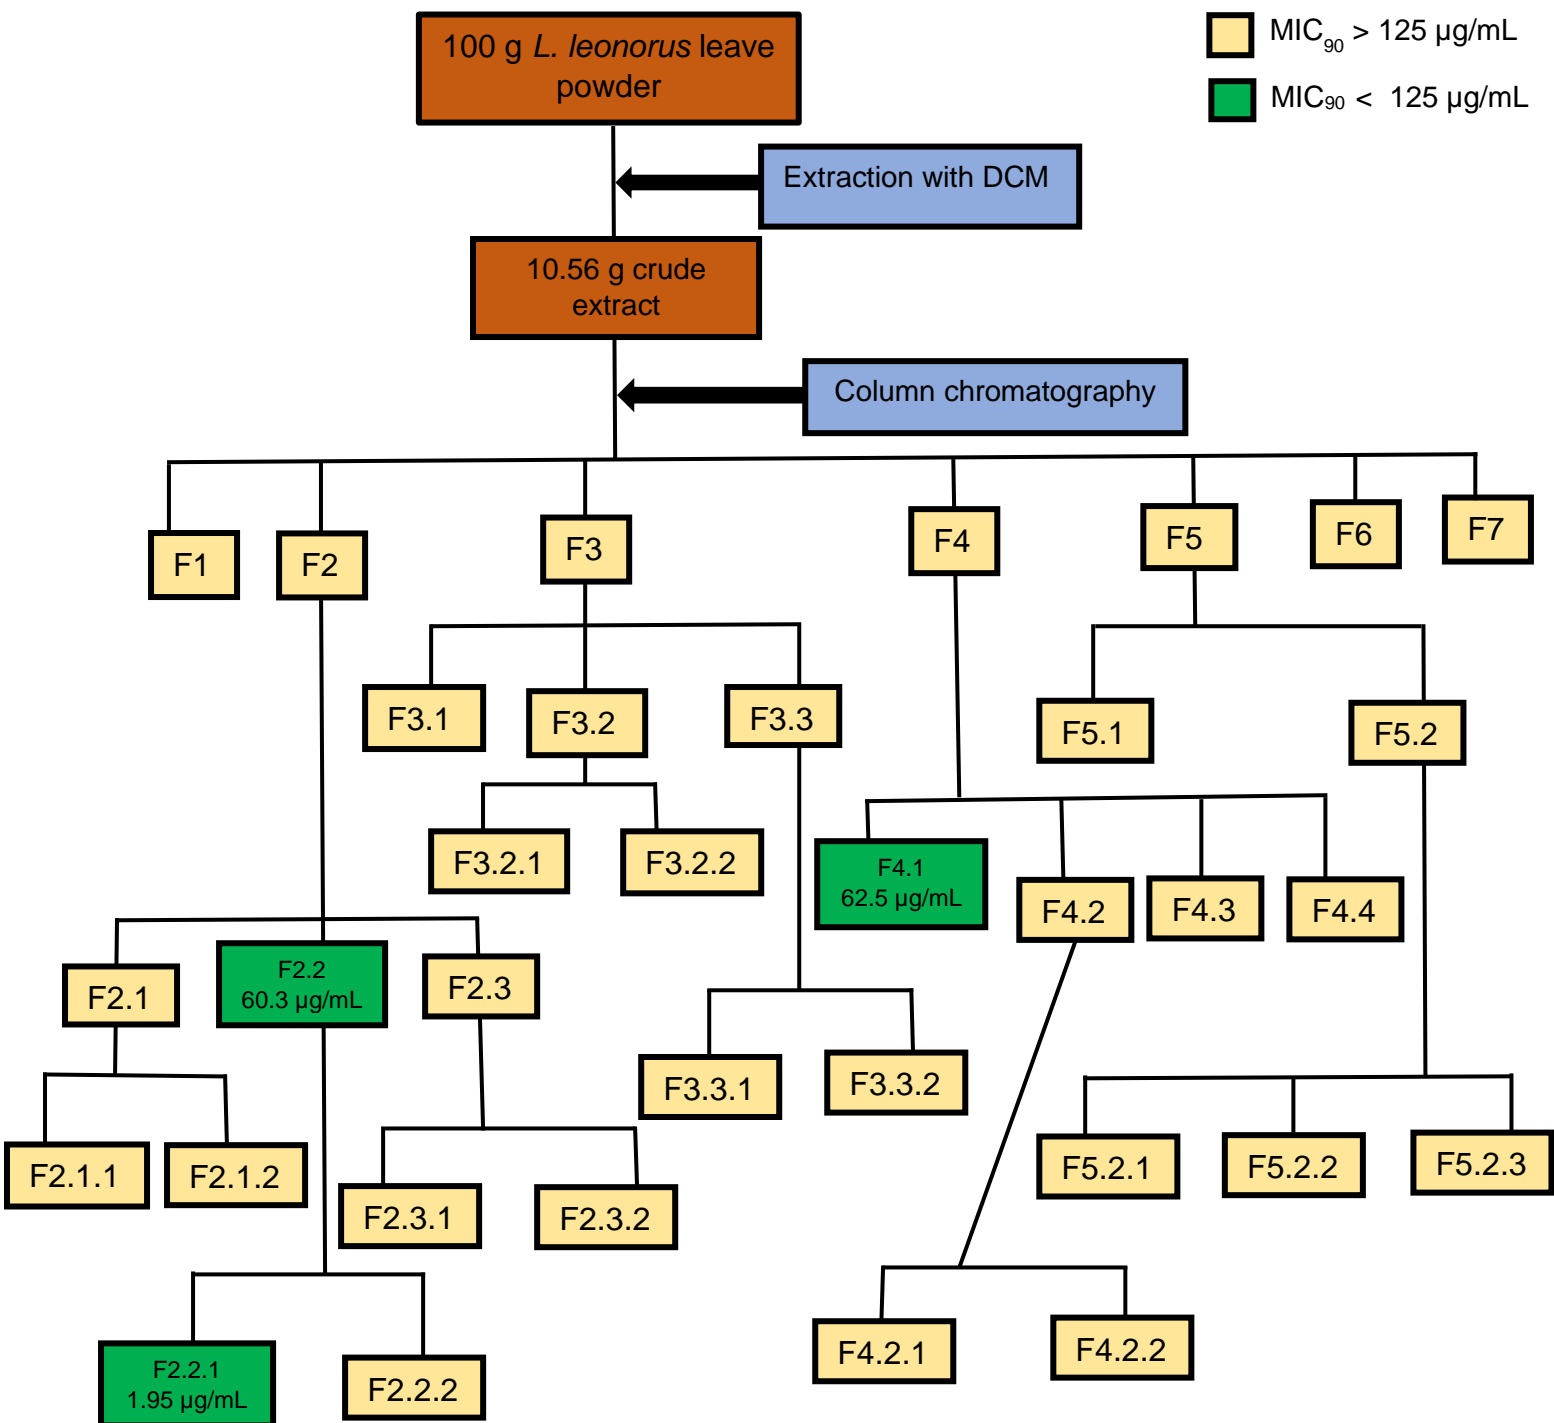 100 g L. leonorus leave
powder
MIC90 > 125 µg/mL
MIC90 < 125 µg/mL
Extraction with DCM
10.56 g crude
extract
Column chromatography
F1
F2
F3
F4
F5
F6
F7
F3.1
F3.2
F3.3
F5.1
F5.2
F3.2.1
F3.2.2
F4.1
62.5 µg/mL
F4.2
F4.3
F4.4
F2.1
F2.2
60.3 µg/mL
F2.3
F3.3.1
F3.3.2
F2.1.1
F2.1.2
F2.3.1
F2.3.2
F5.2.1
F5.2.2
F5.2.3
F4.2.1
F4.2.2
F2.2.1
1.95 µg/mL
F2.2.2